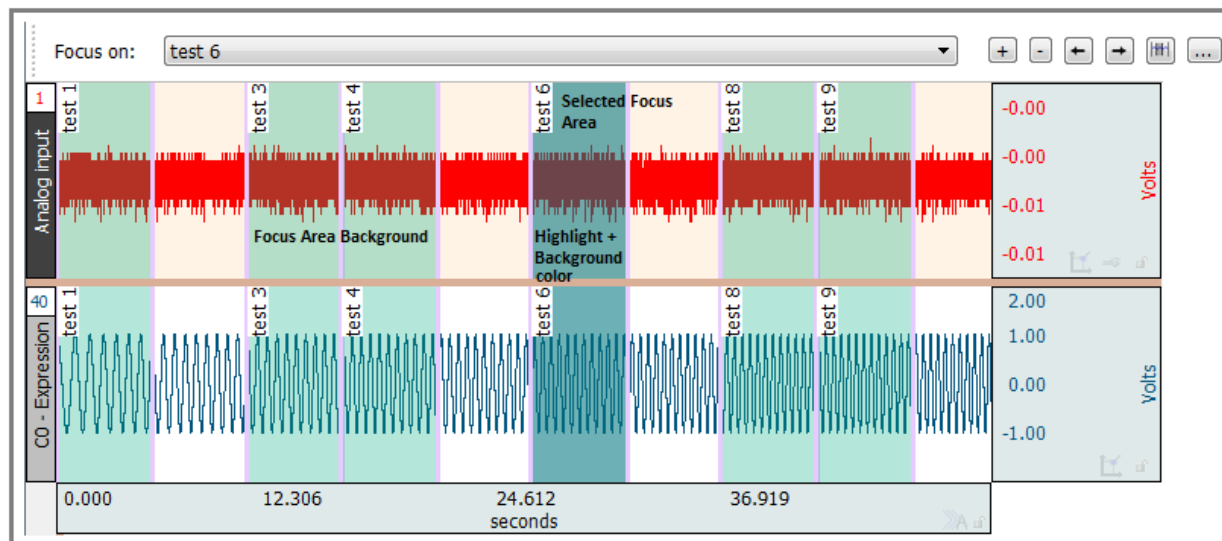 Focus on: test 6 + - ...
1 test 1 test 3 test 4 test 6 Selected Focus test 8 test 9 -0.00
Area
Analog input -0.00 Volts
-0.01
Focus Area Background Highlight +
Background -0.01
color
40 test 1 test 3 test 4 test 6 test 8 test 9 2.00
CO - Expression 1.00 Volts
0.00
-1.00
0.000 12.306 24.612 36.919
seconds A